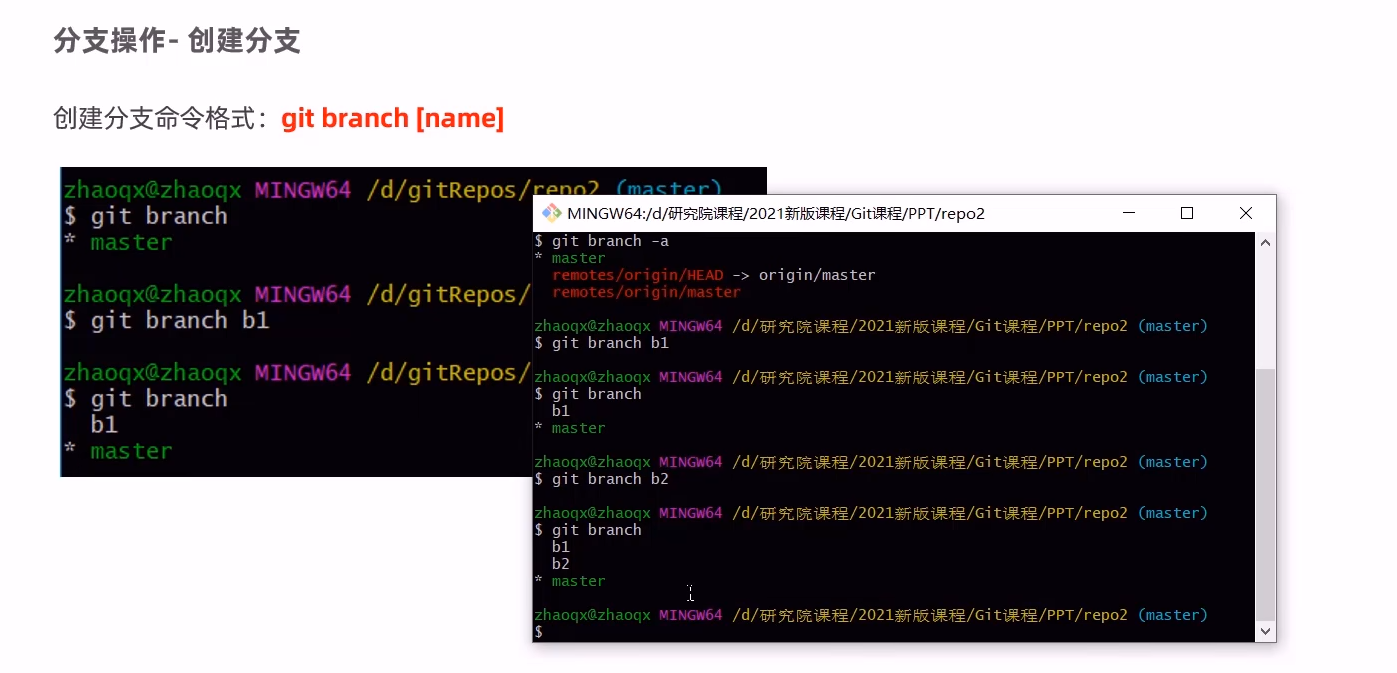 分支操作- 创建分支
创建分支命令格式：git branch [name]
zhaoqx@zhaoqx MINGW64 /d/gitRepos/repo2 (master)
$ git branch
* master
zhaoqx@zhaoqx MINGW64 /d/gitRepos/
$ git branch b1
zhaoqx@zhaoqx MINGW64 /d/gitRepos/
$ git branch
b1
* master
MINGW64:/d/研究院课程/2021新版课程/Git课程/PPT/repo2
$ git branch -a
* master
remotes/origin/HEAD -> origin/master
remotes/origin/master
zhaoqx@zhaoqx MINGW64 /d/研究院课程/2021新版课程/Git课程/PPT/repo2 (master)
$ git branch b1
zhaoqx@zhaoqx MINGW64 /d/研究院课程/2021新版课程/Git课程/PPT/repo2 (master)
$ git branch
b1
* master
zhaoqx@zhaoqx MINGW64 /d/研究院课程/2021新版课程/Git课程/PPT/repo2 (master)
$ git branch b2
zhaoqx@zhaoqx MINGW64 /d/研究院课程/2021新版课程/Git课程/PPT/repo2 (master)
$ git branch
b1
b2
* master
zhaoqx@zhaoqx MINGW64 /d/研究院课程/2021新版课程/Git课程/PPT/repo2 (master)
$